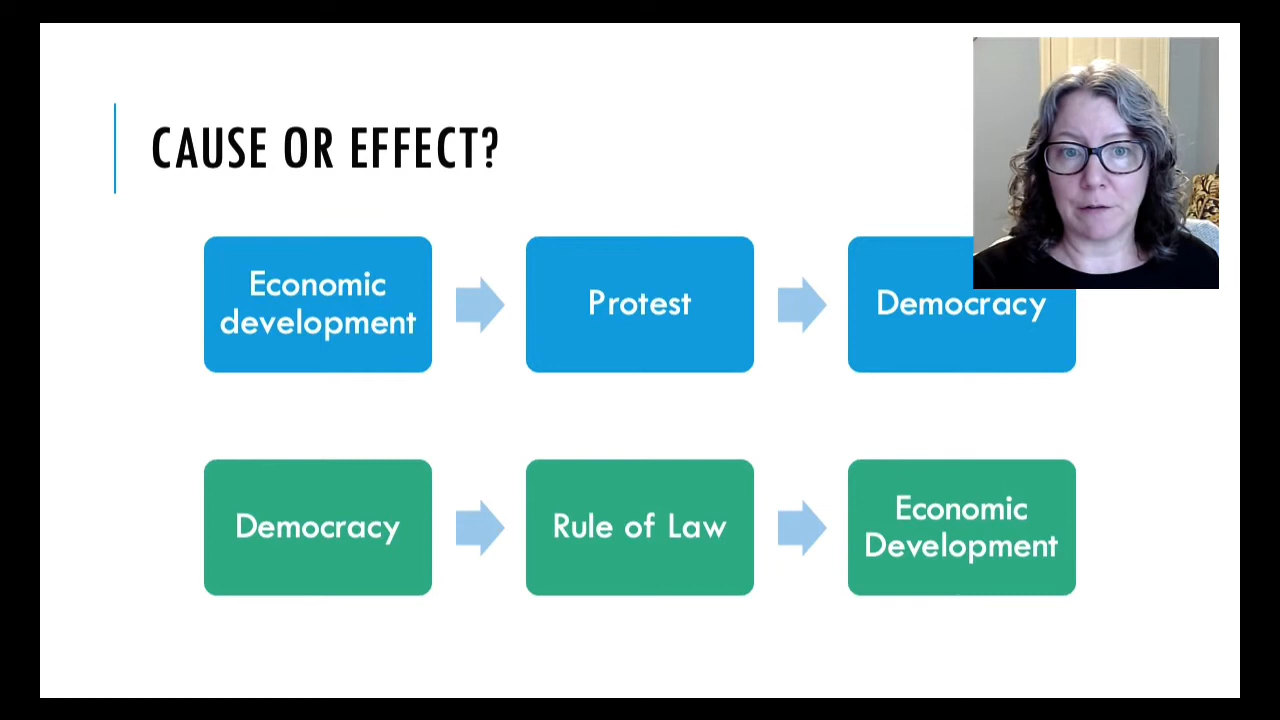 CAUSE OR EFFECT?
Economic
development
Protest
Democracy
Democracy
Rule of Law
Economic
Development